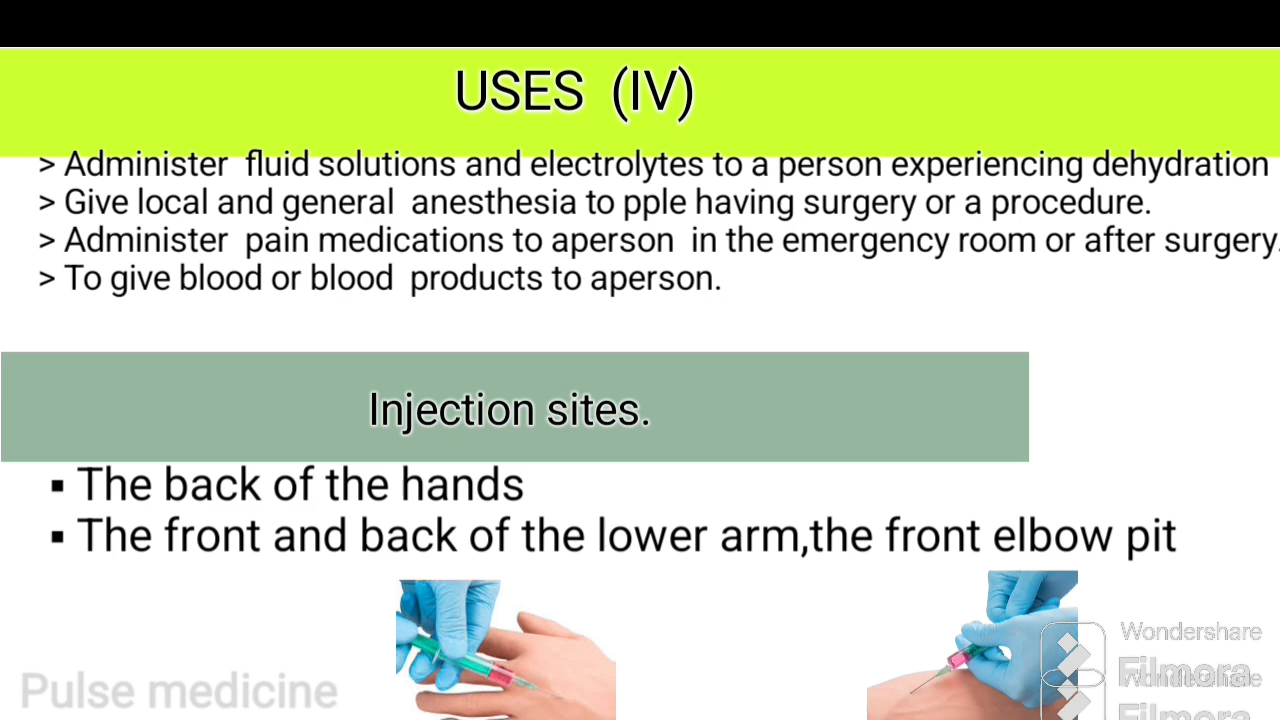 USES (IV)
> Administer fluid solutions and electrolytes to a person experiencing dehydration
> Give local and general anesthesia to pple having surgery or a procedure.
> Administer pain medications to aperson in the emergency room or after surgery.
> To give blood or blood products to aperson.
Injection sites.
▪ The back of the hands
▪ The front and back of the lower arm,the front elbow pit
Pulse medicine
Wondershare
Filmora
Wondershare
Filmora